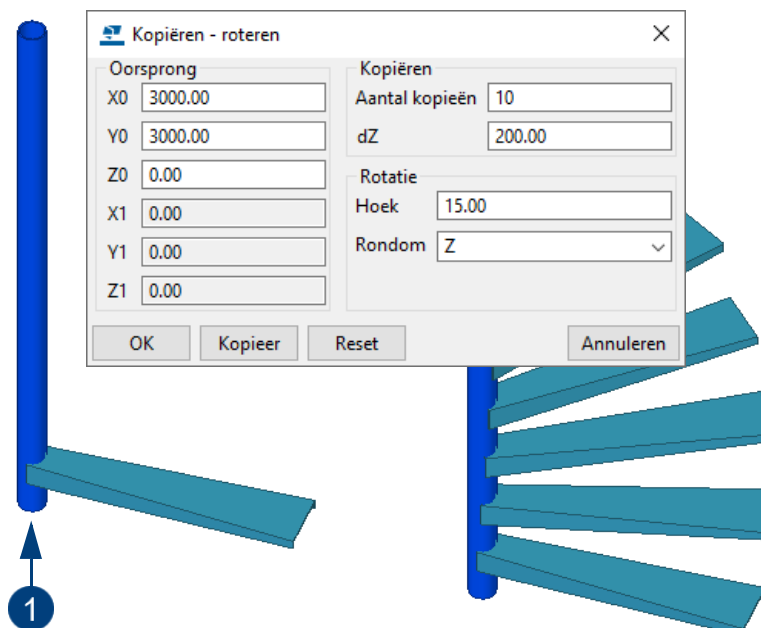 Kopiëren - roteren
Oorsprong
X0 3000.00
Y0 3000.00
Z0 0.00
X1 0.00
Y1 0.00
Z1 0.00
Kopiëren
Aantal kopieën 10
dZ 200.00
Rotatie
Hoek 15.00
Rondom Z
OK Kopieer Reset Annuleren
1